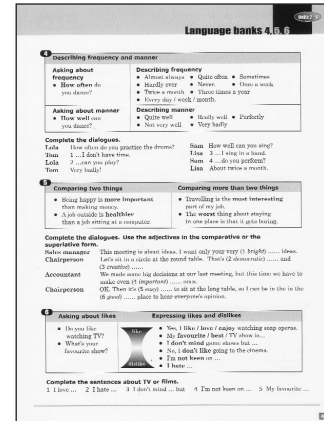 Units 7-9
Language banks 4, 5, 6
4
Describing frequency and manner
Asking about frequency
• How often do you dance?
Describing frequency
• Almost always • Quite often • Sometimes
• Hardly ever • Never • Once a week
• Twice a month • Three times a year
• Every day / week / month.
Asking about manner
• How well can you dance?
Describing manner
• Quite well • Really well • Perfectly
• Not very well • Very badly
Complete the dialogues.
Lola How often do you practice the drums?
Tom 1 ...I don't have time.
Lola 2 ...can you play?
Tom Very badly!
Sam How well can you sing?
Lisa 3 ...I sing in a band.
Sam 4 ...do you perform?
Lisa About twice a month.
5
Comparing two things
• Being happy is more important
than making money.
• A job outside is healthier
than a job sitting at a computer.
Comparing more than two things
• Travelling is the most interesting
part of my job.
• The worst thing about staying
in one place is that it gets boring.
Complete the dialogues. Use the adjectives in the comparative or the
superlative form.
Sales manager This meeting is about ideas. I want only your very (1 bright) ...... ideas.
Chairperson Let's sit in a circle at the round table. That's (2 democratic) ...... and
(3 creative) ......
Accountant We made some big decisions at our last meeting, but this time we have to
make even (4 important) ...... ones.
Chairperson OK. Then it's (5 easy) ...... to sit at the long table, so I can be in the in the
(6 good) ...... place to hear everyone's opinion.
6
Asking about likes
• Do you like
watching TV?
• What's your
favourite show?
like
dislike
Expressing likes and dislikes
• Yes, I like / love / enjoy watching soap operas.
• My favourite / best / TV show is...
• I don't mind game shows but ...
• No, I don't like going to the cinema.
• I'm not keen on ...
• I hate ...
Complete the sentences about TV or films.
1 I love ... 2 I hate ... 3 I don't mind ... but 4 I'm not keen on ... 5 My favourite ...